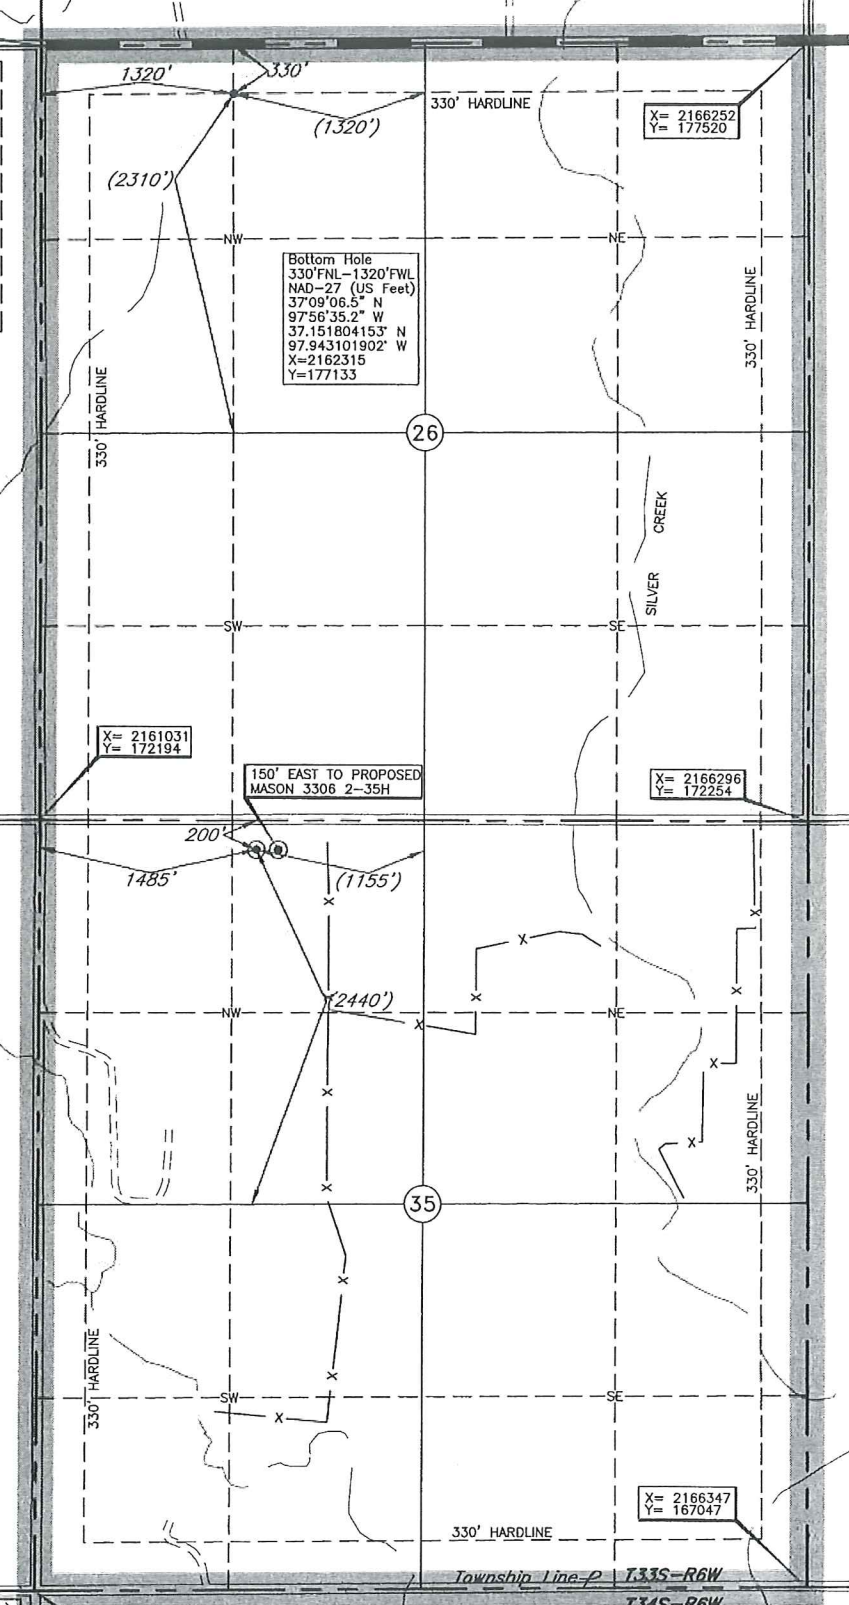 1320'
330'
(1320')
330' HARDLINE
X= 2166252
Y= 177520
(2310')
NW
NE
Bottom Hole
330'FNL-1320'FWL
NAD-27 (US Feet)
37°09'06.5" N
97°56'35.2" W
37.151804153° N
97.943101902° W
X=2162315
Y=177133
330' HARDLINE
330' HARDLINE
26
SILVER CREEK
SW
SE
X= 2161031
Y= 172194
150' EAST TO PROPOSED
MASON 3306 2-35H
X= 2166296
Y= 172254
200'
1485'
(1155')
X
X
X
(2440')
X
X
NW
X
NE
X
X
330' HARDLINE
X
X
35
X
330' HARDLINE
X
SW
SE
X
X= 2166347
Y= 167047
330' HARDLINE
Township Line-P T33S-R6W
T34S-R6W